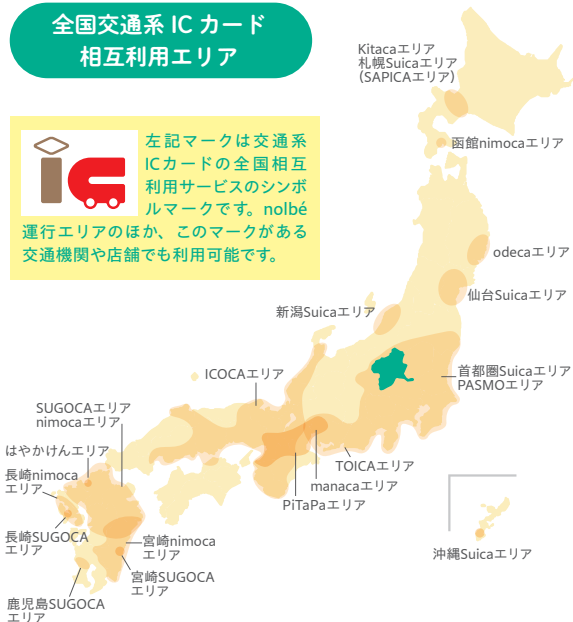 全国交通系 IC カード
相互利用エリア
左記マークは交通系
ICカードの全国相互
利用サービスのシンボ
ルマークです。nolbé
運行エリアのほか、このマークがある
交通機関や店舗でも利用可能です。
Kitacaエリア
札幌Suicaエリア
(SAPICAエリア)
函館nimocaエリア
odecaエリア
仙台Suicaエリア
新潟Suicaエリア
首都圏Suicaエリア
PASMOエリア
ICOCAエリア
SUGOCAエリア
nimocaエリア
はやかけんエリア
長崎nimoca
エリア
TOICAエリア
manacaエリア
PiTaPaエリア
長崎SUGOCA
エリア
宮崎nimoca
エリア
宮崎SUGOCA
エリア
鹿児島SUGOCA
エリア
沖縄Suicaエリア